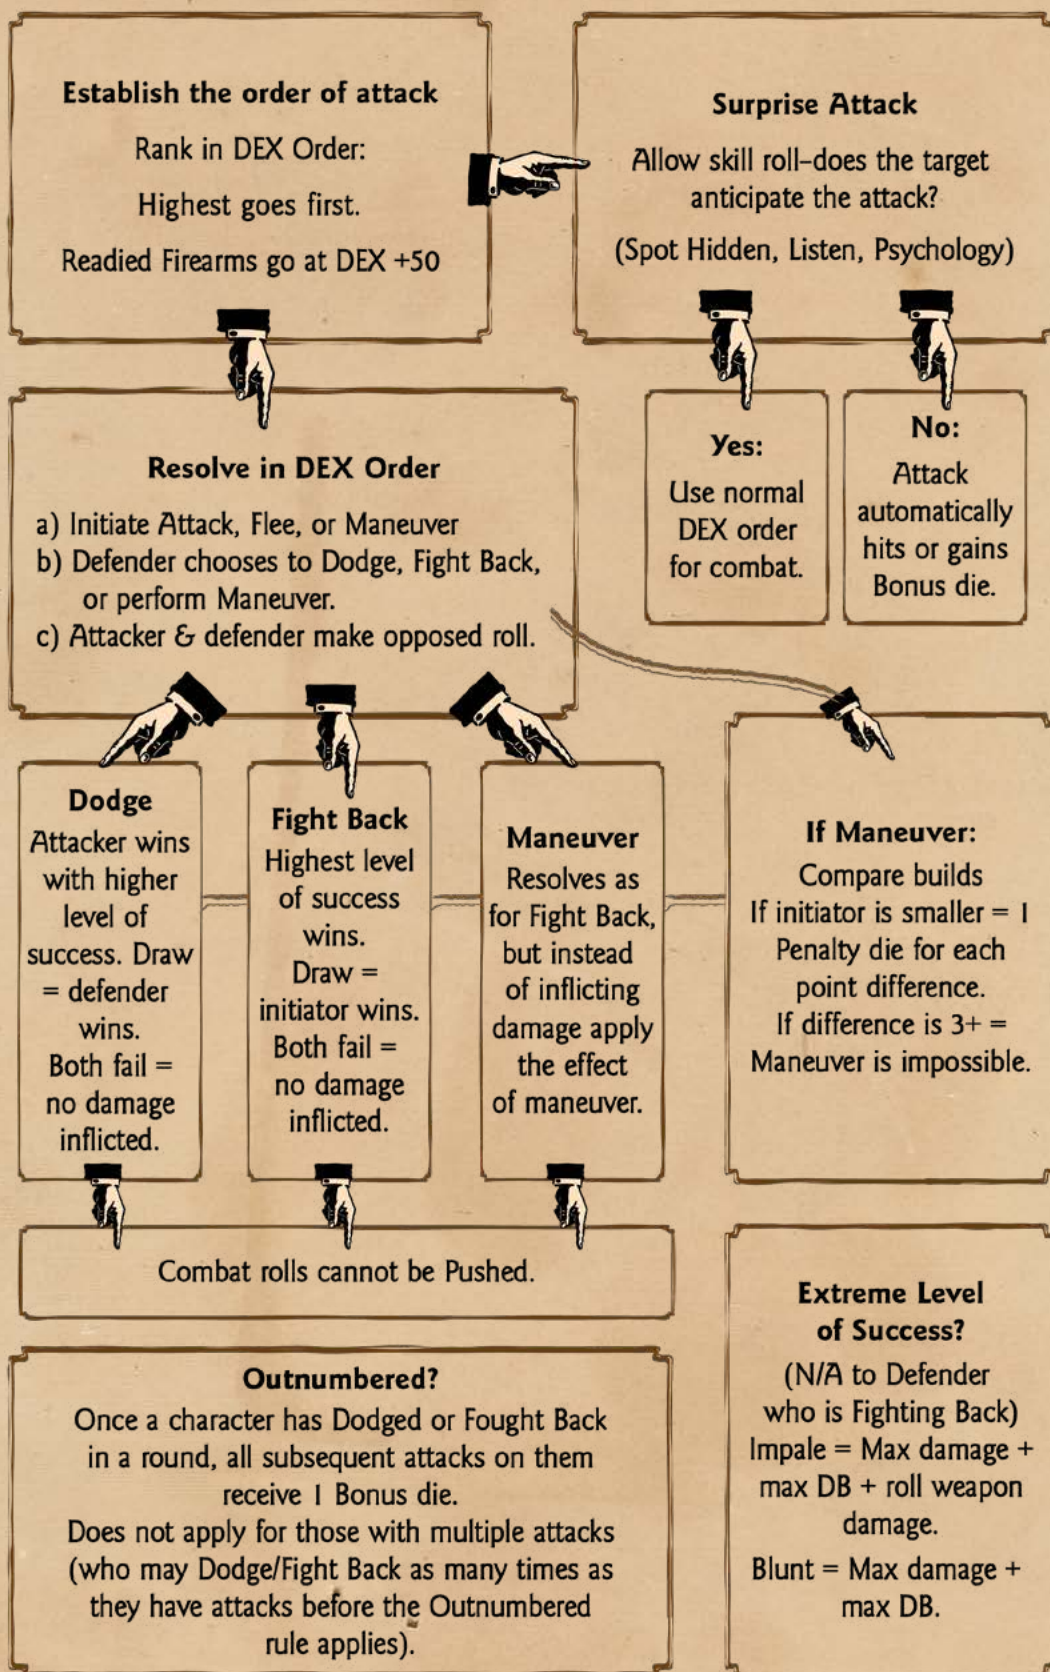 Establish the order of attack
Rank in DEX Order:
Highest goes first.
Readied Firearms go at DEX +50
Surprise Attack
Allow skill roll–does the target
anticipate the attack?
(Spot Hidden, Listen, Psychology)
Yes:
Use normal
DEX order
for combat.
No:
Attack
automatically
hits or gains
Bonus die.
Resolve in DEX Order
a) Initiate Attack, Flee, or Maneuver
b) Defender chooses to Dodge, Fight Back,
or perform Maneuver.
c) Attacker & defender make opposed roll.
Dodge
Attacker wins
with higher
level of
success. Draw
= defender
wins.
Both fail =
no damage
inflicted.
Fight Back
Highest level
of success
wins.
Draw =
initiator wins.
Both fail =
no damage
inflicted.
Maneuver
Resolves as
for Fight Back,
but instead
of inflicting
damage apply
the effect
of maneuver.
If Maneuver:
Compare builds
If initiator is smaller = 1
Penalty die for each
point difference.
If difference is 3+ =
Maneuver is impossible.
Combat rolls cannot be Pushed.
Outnumbered?
Once a character has Dodged or Fought Back
in a round, all subsequent attacks on them
receive 1 Bonus die.
Does not apply for those with multiple attacks
(who may Dodge/Fight Back as many times as
they have attacks before the Outnumbered
rule applies).
Extreme Level
of Success?
(N/A to Defender
who is Fighting Back)
Impale = Max damage +
max DB + roll weapon
damage.
Blunt = Max damage +
max DB.